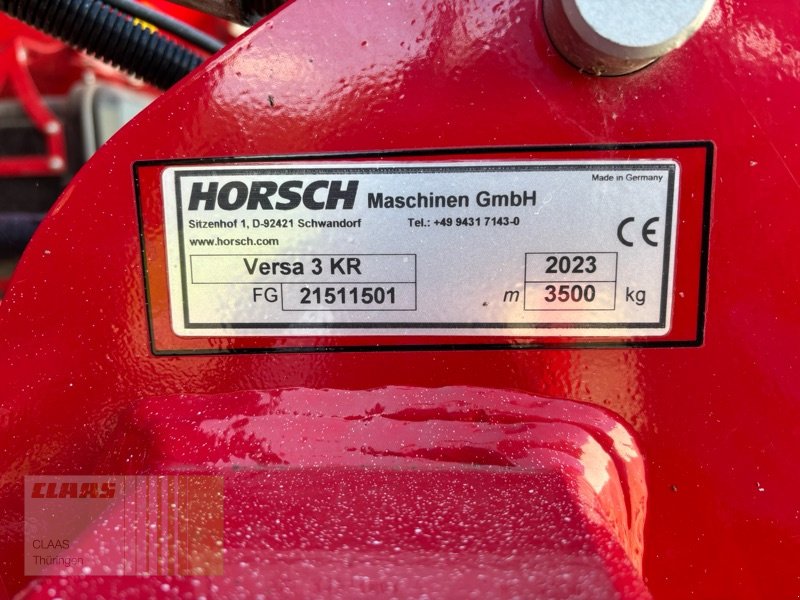 HORSCH Maschinen GmbH
Made in Germany
Sitzenhof 1, D-92421 Schwandorf Tel.: +49 9431 7143-0
www.horsch.com
CE
Versa 3 KR 2023
FG 21511501 m 3500 kg
CLAAS
CLAAS
Thüringen